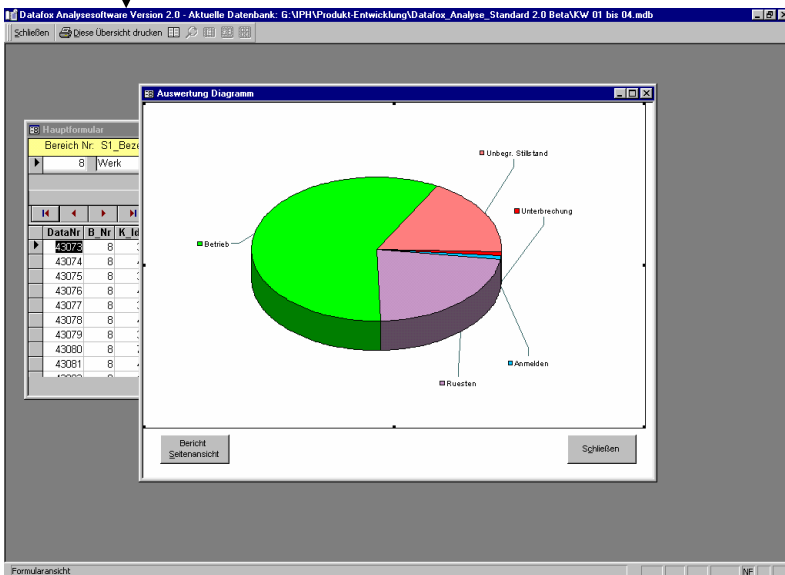 Datafox Analysesoftware Version 2.0 - Aktuelle Datenbank: G:\IPH\Produkt-Entwicklung\Datafox_Analyse_Standard 2.0 Beta\KW 01 bis 04.mdb
Schließen Diese Übersicht drucken
Auswertung Diagramm
Hauptformular
Bereich Nr: S1_Beze
8 Werk
DataNr B_Nr K_Id
43073 8
43074 8
43075 8
43076 8
43077 8
43078 8
43079 8
43080 8
43081 8
Unbegr. Stillstand
Unterbrechung
Betrieb
Anmelden
Ruesten
Bericht
Seitenansicht
Schließen
Formularansicht
NF